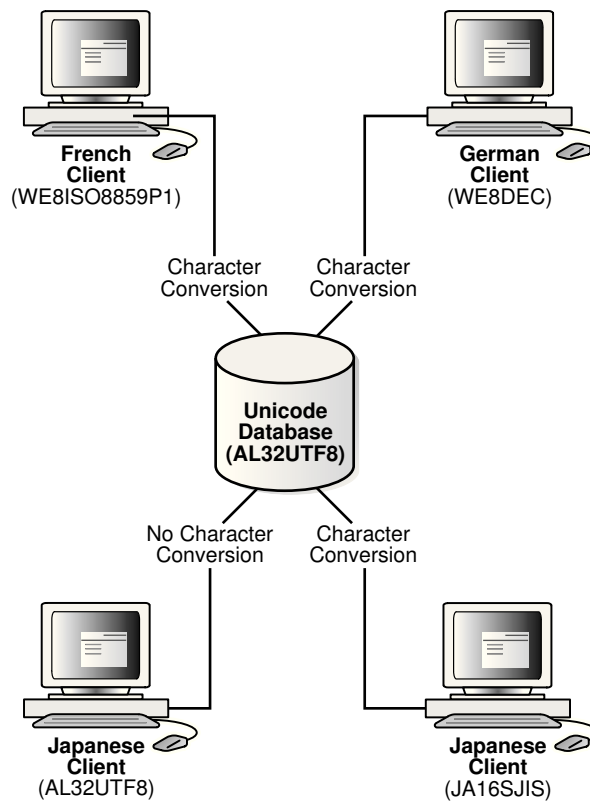 French
Client
(WE8ISO8859P1)
German
Client
(WE8DEC)
Character
Conversion
Character
Conversion
Unicode
Database
(AL32UTF8)
No Character
Conversion
Character
Conversion
Japanese
Client
(AL32UTF8)
Japanese
Client
(JA16SJIS)